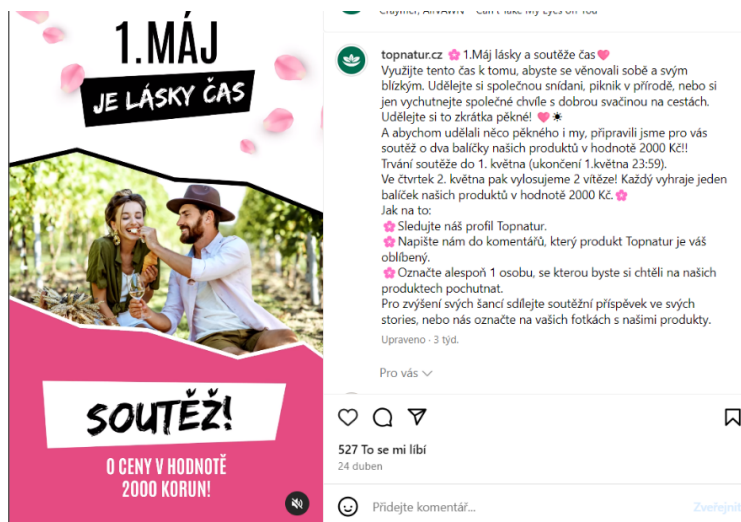 1.MÁJ
JE LÁSKY ČAS
SOUTĚŽ!
O CENY V HODNOTĚ
2000 KORUN!
topnatur.cz 🌸 1.Máj lásky a soutěže čas💗
Využijte tento čas k tomu, abyste se věnovali sobě a svým
blízkým. Udělejte si společnou snídani, piknik v přírodě, nebo si
jen vychutnejte společné chvíle s dobrou svačinou na cestách.
Udělejte si to zkrátka pěkné! 💗☀
A abychom udělali něco pěkného i my, připravili jsme pro vás
soutěž o dva balíčky našich produktů v hodnotě 2000 Kč!!
Trvání soutěže do 1. května (ukončení 1.května 23:59).
Ve čtvrtek 2. května pak vylosujeme 2 vítěze! Každý vyhraje jeden
balíček našich produktů v hodnotě 2000 Kč.🌸
Jak na to:
🌸Sledujte náš profil Topnatur.
🌸Napište nám do komentářů, který produkt Topnatur je váš
oblíbený.
🌸Označte alespoň 1 osobu, se kterou byste si chtěli na našich
produktech pochutnat.
Pro zvýšení svých šancí sdílejte soutěžní příspěvek ve svých
stories, nebo nás označte na vašich fotkách s našimi produkty.
Upraveno · 3 týd.
Pro vás
527 To se mi líbí
24 duben
Přidejte komentář...
Zveřejnit